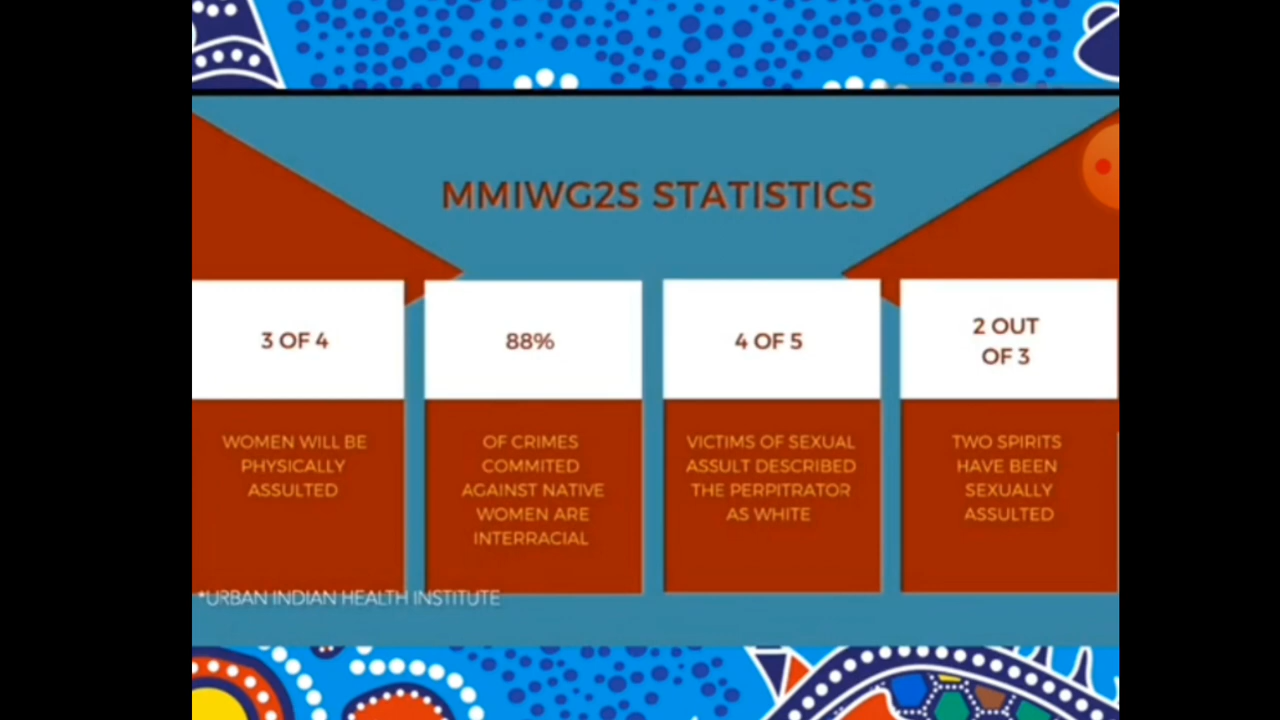 MMIWG2S STATISTICS
3 OF 4
WOMEN WILL BE
PHYSICALLY
ASSULTED
88%
OF CRIMES
COMMITED
AGAINST NATIVE
WOMEN ARE
INTERRACIAL
4 OF 5
VICTIMS OF SEXUAL
ASSULT DESCRIBED
THE PERPITRATOR
AS WHITE
2 OUT
OF 3
TWO SPIRITS
HAVE BEEN
SEXUALLY
ASSULTED
*URBAN INDIAN HEALTH INSTITUTE